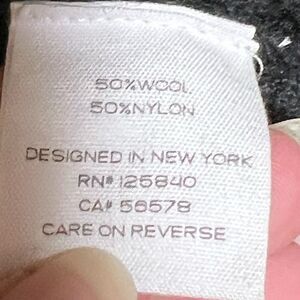 50%WOOL
50%NYLON
DESIGNED IN NEW YORK
RN# 125840
CA# 56578
CARE ON REVERSE